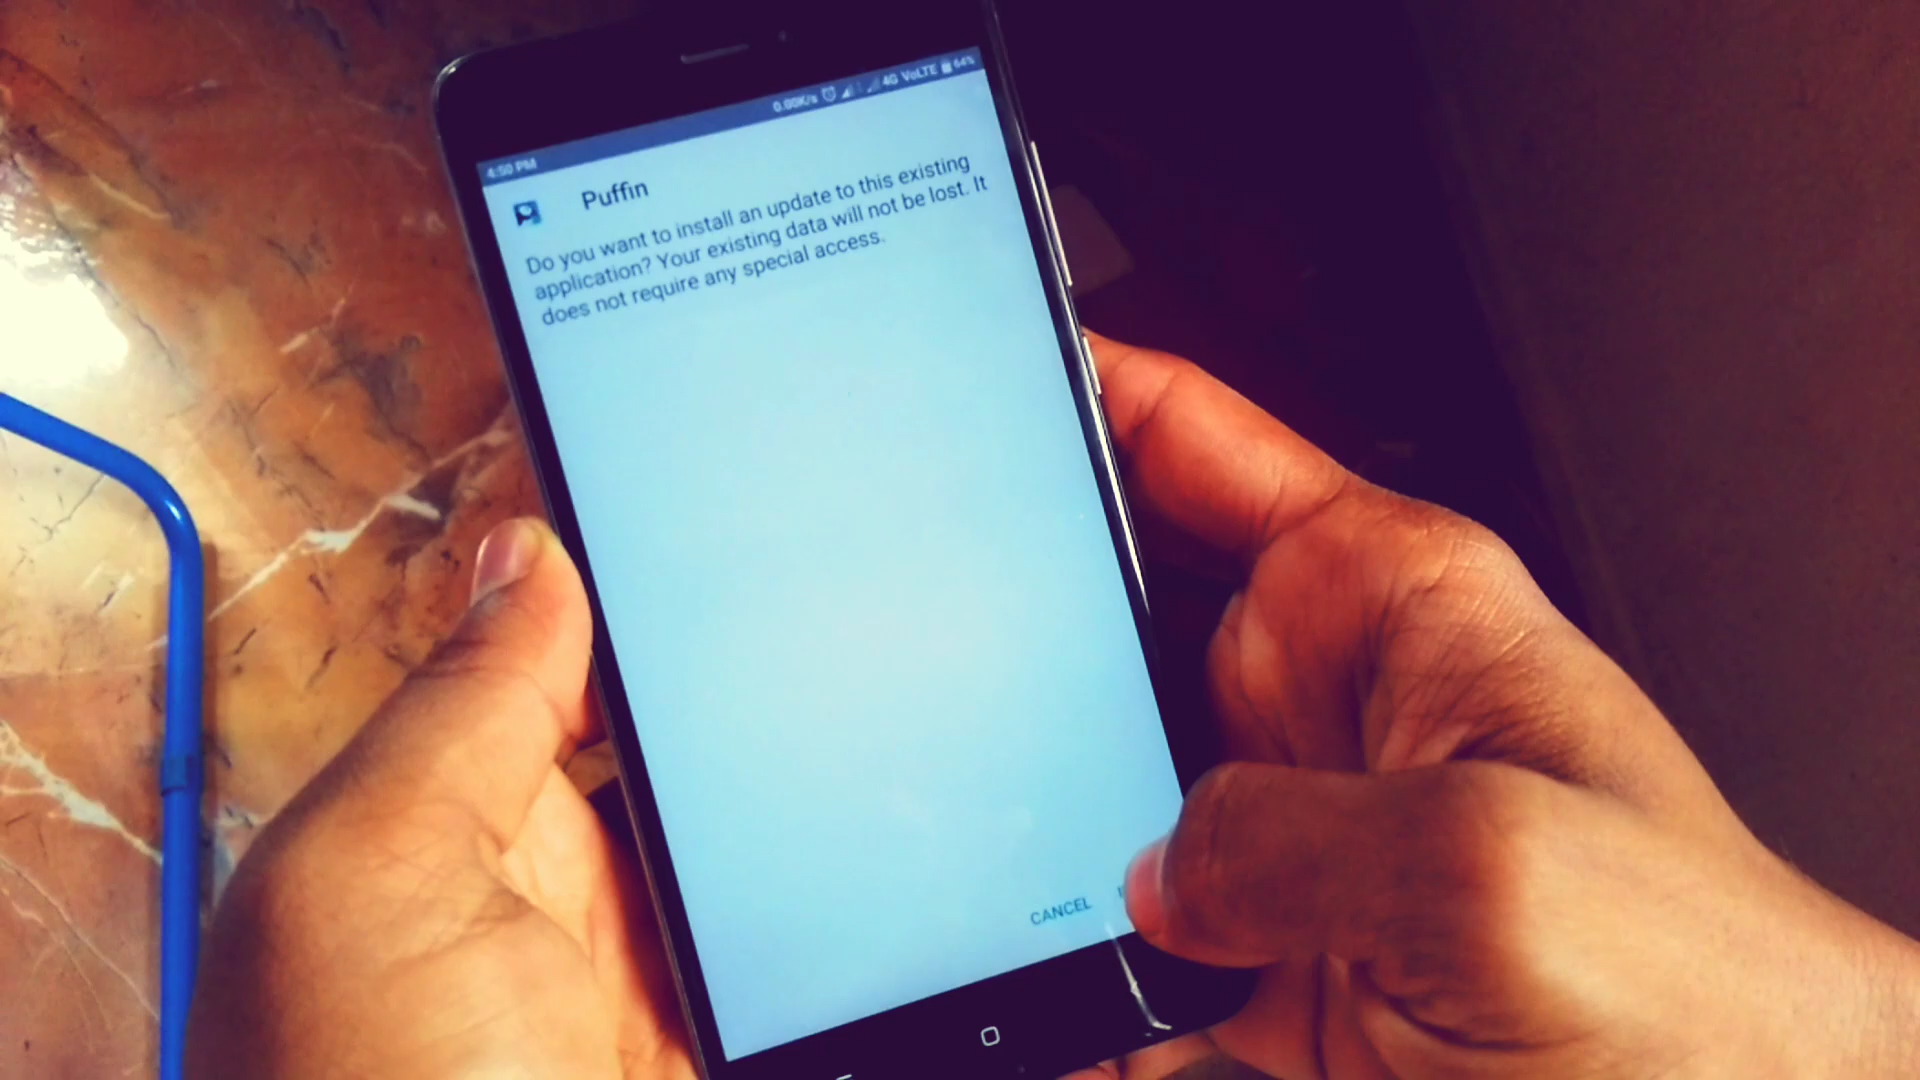 4:50 PM 0.00K/s 4G VoLTE 64%
Puffin
Do you want to install an update to this existing
application? Your existing data will not be lost. It
does not require any special access.
CANCEL